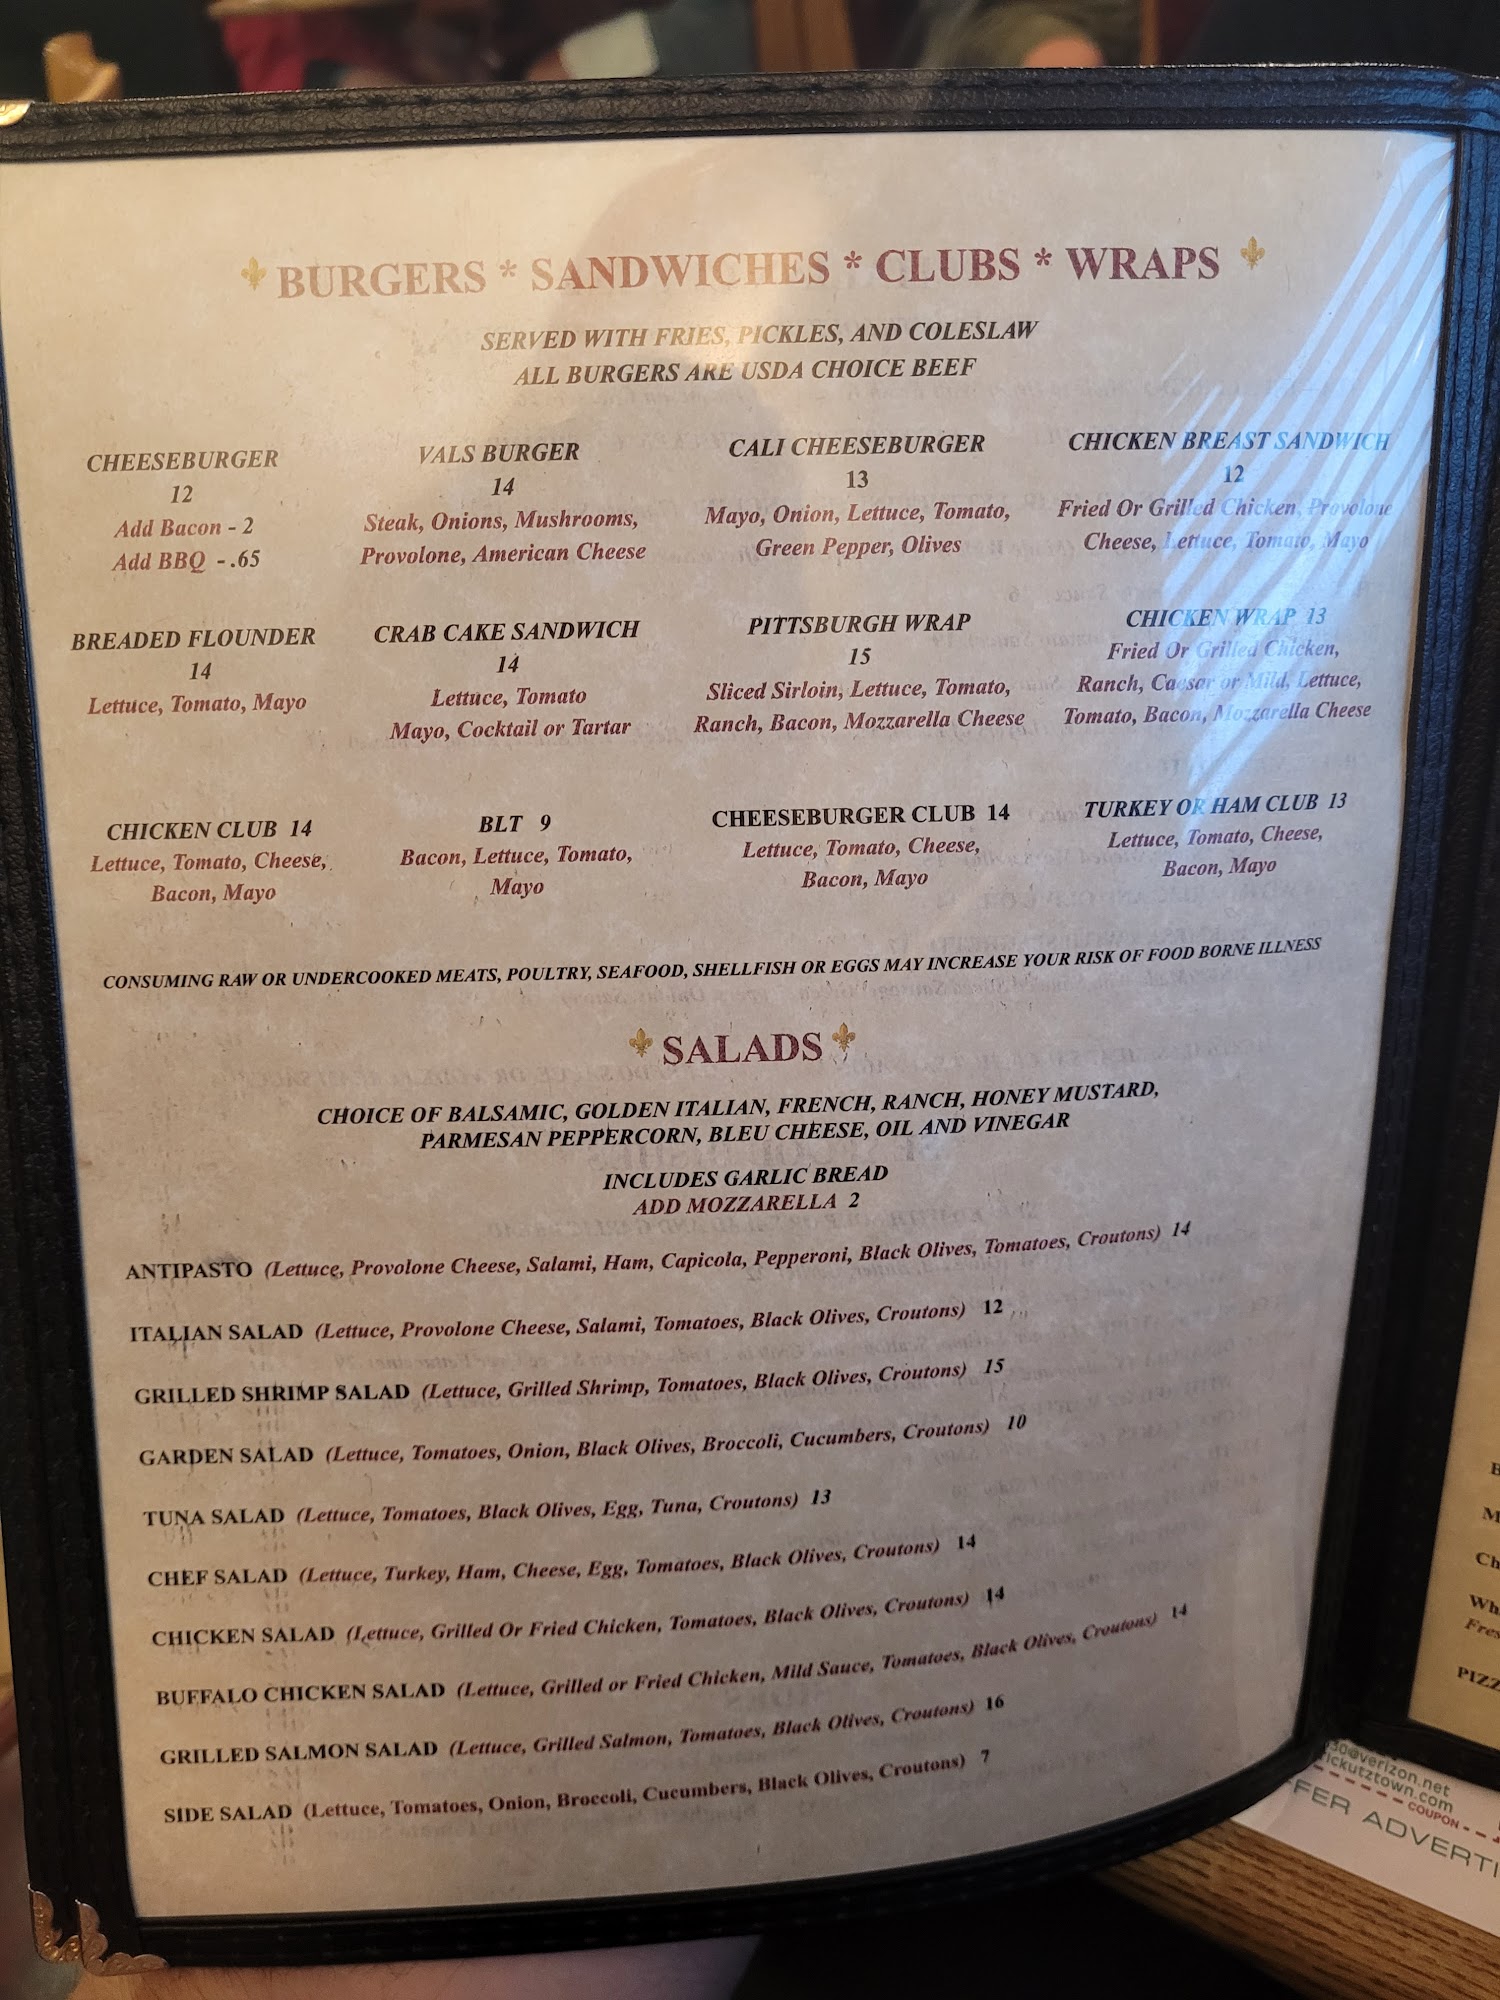 BURGERS * SANDWICHES * CLUBS * WRAPS
SERVED WITH FRIES, PICKLES, AND COLESLAW
ALL BURGERS ARE USDA CHOICE BEEF
CHEESEBURGER
12
Add Bacon - 2
Add BBQ - .65
VALS BURGER
14
Steak, Onions, Mushrooms,
Provolone, American Cheese
CALI CHEESEBURGER
13
Mayo, Onion, Lettuce, Tomato,
Green Pepper, Olives
CHICKEN BREAST SANDWICH
12
Fried Or Grilled Chicken, Provolone
Cheese, Lettuce, Tomato, Mayo
BREADED FLOUNDER
14
Lettuce, Tomato, Mayo
CRAB CAKE SANDWICH
14
Lettuce, Tomato
Mayo, Cocktail or Tartar
PITTSBURGH WRAP
15
Sliced Sirloin, Lettuce, Tomato,
Ranch, Bacon, Mozzarella Cheese
CHICKEN WRAP 13
Fried Or Grilled Chicken,
Ranch, Caesar or Mild, Lettuce,
Tomato, Bacon, Mozzarella Cheese
CHICKEN CLUB 14
Lettuce, Tomato, Cheese,
Bacon, Mayo
BLT 9
Bacon, Lettuce, Tomato,
Mayo
CHEESEBURGER CLUB 14
Lettuce, Tomato, Cheese,
Bacon, Mayo
TURKEY OR HAM CLUB 13
Lettuce, Tomato, Cheese,
Bacon, Mayo
CONSUMING RAW OR UNDERCOOKED MEATS, POULTRY, SEAFOOD, SHELLFISH OR EGGS MAY INCREASE YOUR RISK OF FOOD BORNE ILLNESS
SALADS
CHOICE OF BALSAMIC, GOLDEN ITALIAN, FRENCH, RANCH, HONEY MUSTARD,
PARMESAN PEPPERCORN, BLEU CHEESE, OIL AND VINEGAR
INCLUDES GARLIC BREAD
ADD MOZZARELLA 2
ANTIPASTO (Lettuce, Provolone Cheese, Salami, Ham, Capicola, Pepperoni, Black Olives, Tomatoes, Croutons) 14
ITALIAN SALAD (Lettuce, Provolone Cheese, Salami, Tomatoes, Black Olives, Croutons) 12
GRILLED SHRIMP SALAD (Lettuce, Grilled Shrimp, Tomatoes, Black Olives, Croutons) 15
GARDEN SALAD (Lettuce, Tomatoes, Onion, Black Olives, Broccoli, Cucumbers, Croutons) 10
TUNA SALAD (Lettuce, Tomatoes, Black Olives, Egg, Tuna, Croutons) 13
CHEF SALAD (Lettuce, Turkey, Ham, Cheese, Egg, Tomatoes, Black Olives, Croutons) 14
CHICKEN SALAD (Lettuce, Grilled Or Fried Chicken, Tomatoes, Black Olives, Croutons) 14
BUFFALO CHICKEN SALAD (Lettuce, Grilled or Fried Chicken, Mild Sauce, Tomatoes, Black Olives, Croutons) 14
GRILLED SALMON SALAD (Lettuce, Grilled Salmon, Tomatoes, Black Olives, Croutons) 16
SIDE SALAD (Lettuce, Tomatoes, Onion, Broccoli, Cucumbers, Black Olives, Croutons) 7
30@verizon.net
rickutztown.com
COUPON
FER ADVERTI